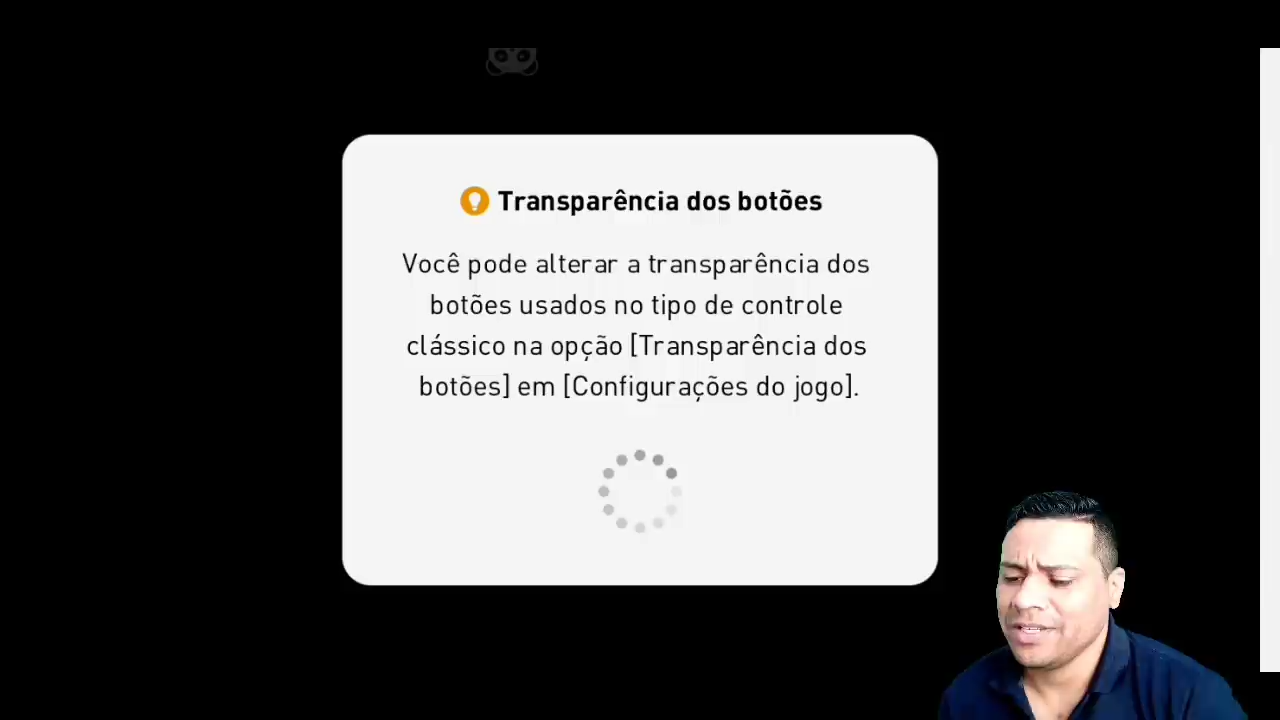 Transparência dos botões
Você pode alterar a transparência dos
botões usados no tipo de controle
clássico na opção [Transparência dos
botões] em [Configurações do jogo].